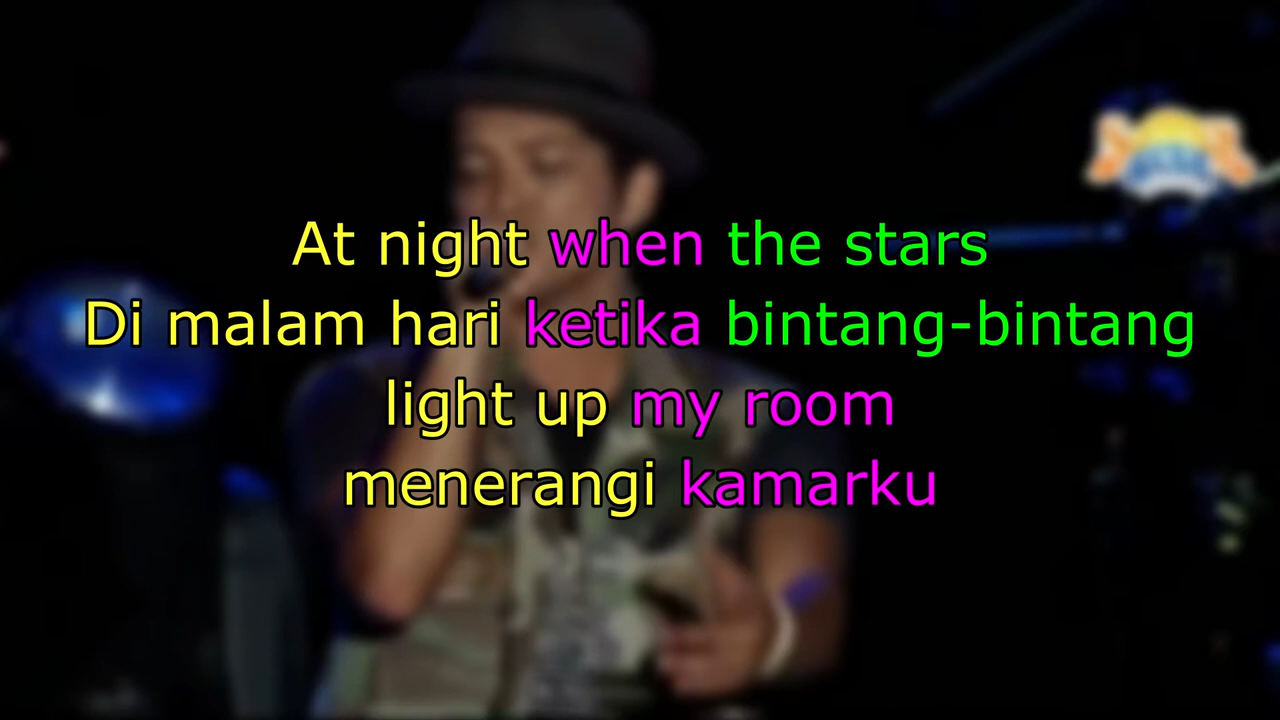 At night when the stars
Di malam hari ketika bintang-bintang
light up my room
menerangi kamarku